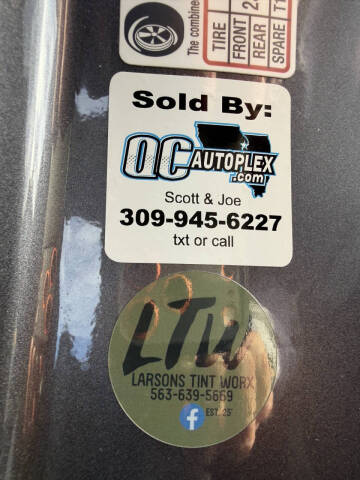 The combine
TIRE
FRONT
REAR
SPARE
Sold By:
QC AUTOPLEX
.com
Scott & Joe
309-945-6227
txt or call
LTW
LARSONS TINT WORX
563-639-5669
f EST. 25'